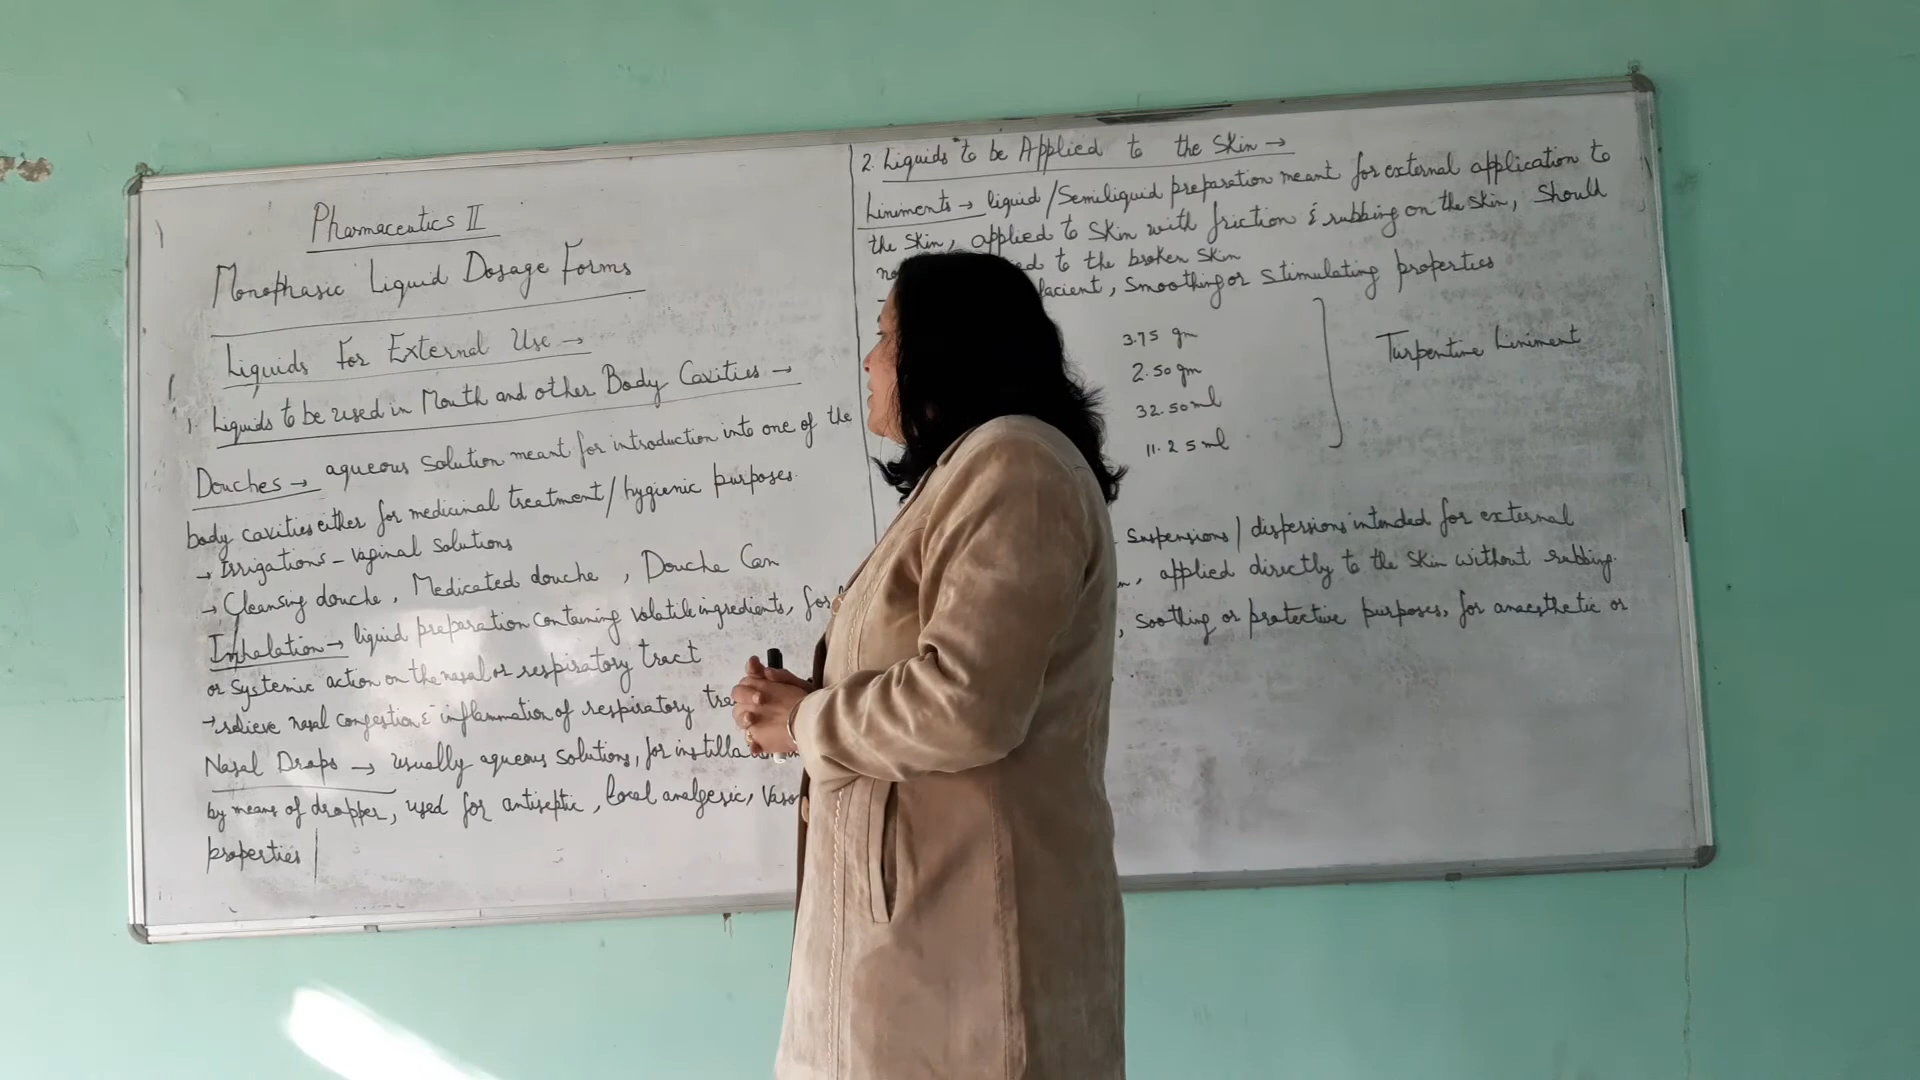 Pharmaceutics II
Monophasic Liquid Dosage Forms
Liquids For External Use →
1. Liquids to be used in Mouth and other Body Cavities →
Douches → aqueous solution meant for introduction into one of the
body cavities either for medicinal treatment / hygienic purposes.
→ Irrigations - vaginal solutions
→ Cleansing douche, Medicated douche, Douche Can
Inhalation → liquid preparation containing volatile ingredients, for
or systemic action on the nasal or respiratory tract
→ relieve nasal congestion & inflammation of respiratory
Nasal Drops → usually aqueous solutions, for
by means of dropper, used for antiseptic, local analgesic,
properties
2. Liquids to be Applied to the Skin →
Liniments → liquid / Semiliquid preparation meant for external application to
the skin, applied to skin with friction & rubbing on the skin, Should
to the broken skin
, Smoothing or stimulating properties
3.75 gm
2.50 gm
32.50 ml
11.25 ml
Turpentine Liniment
Suspensions / dispersions intended for external
, applied directly to the skin without rubbing.
, soothing or protective purposes, for anaesthetic or